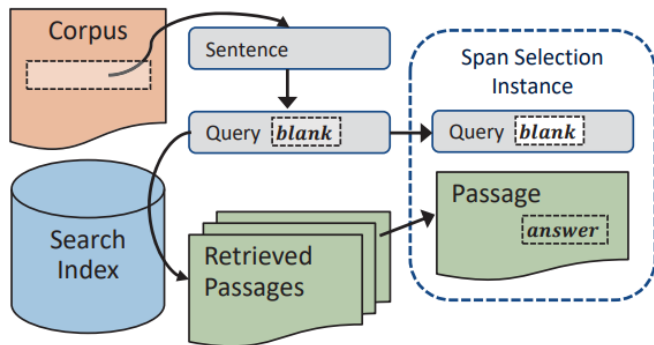 Corpus
Sentence
Span Selection
Instance
Query blank
Query blank
Search
Index
Retrieved
Passages
Passage
answer